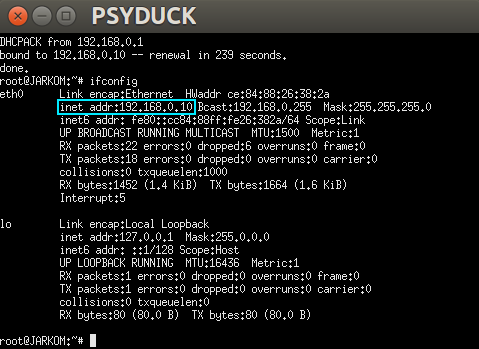 PSYDUCK
DHCPACK from 192.168.0.1
bound to 192.168.0.10 -- renewal in 239 seconds.
done.
root@JARKOM:~# ifconfig
eth0 Link encap:Ethernet HWaddr ce:84:88:26:38:2a
inet addr:192.168.0.10 Bcast:192.168.0.255 Mask:255.255.255.0
inet6 addr: fe80::cc84:88ff:fe26:382a/64 Scope:Link
UP BROADCAST RUNNING MULTICAST MTU:1500 Metric:1
RX packets:22 errors:0 dropped:6 overruns:0 frame:0
TX packets:18 errors:0 dropped:0 overruns:0 carrier:0
collisions:0 txqueuelen:1000
RX bytes:1452 (1.4 KiB) TX bytes:1664 (1.6 KiB)
Interrupt:5
lo Link encap:Local Loopback
inet addr:127.0.0.1 Mask:255.0.0.0
inet6 addr: ::1/128 Scope:Host
UP LOOPBACK RUNNING MTU:16436 Metric:1
RX packets:1 errors:0 dropped:0 overruns:0 frame:0
TX packets:1 errors:0 dropped:0 overruns:0 carrier:0
collisions:0 txqueuelen:0
RX bytes:80 (80.0 B) TX bytes:80 (80.0 B)
root@JARKOM:~#